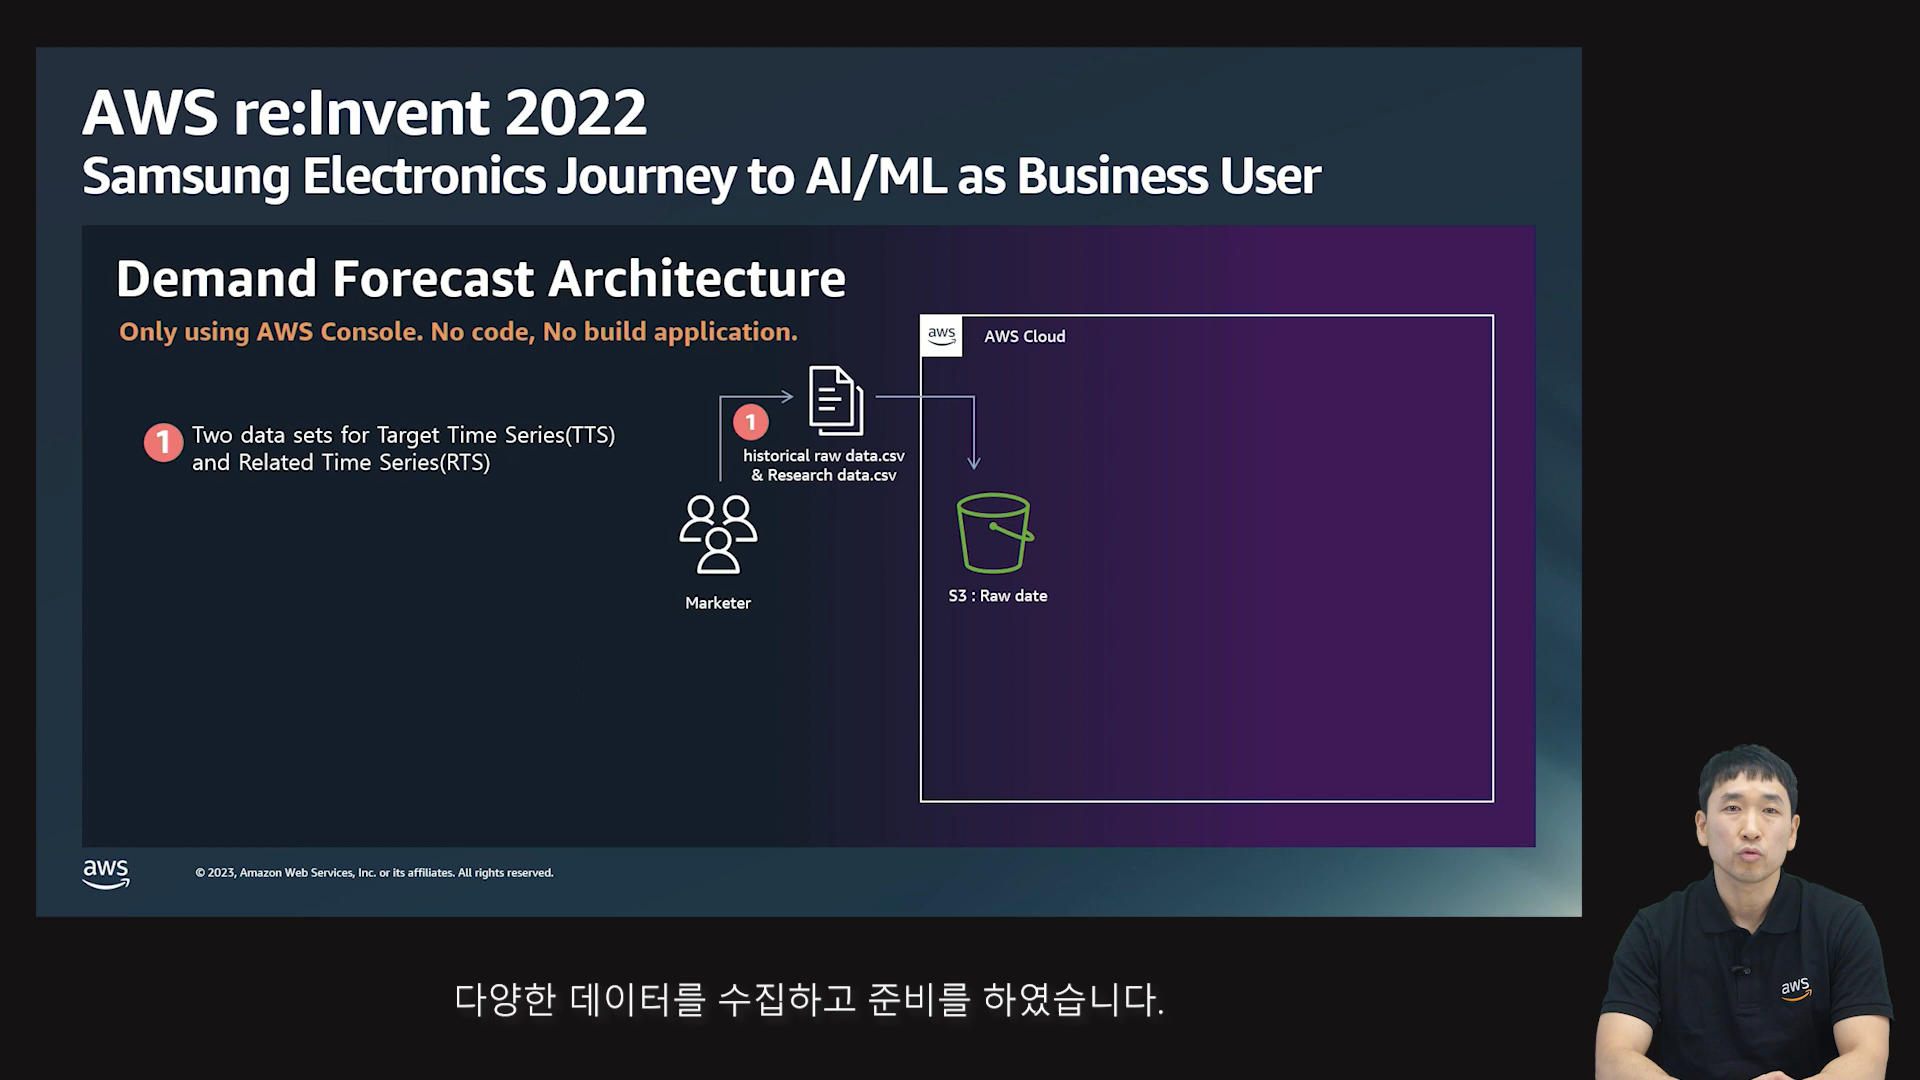 AWS re:Invent 2022
Samsung Electronics Journey to AI/ML as Business User
Demand Forecast Architecture
Only using AWS Console. No code, No build application.
aws
AWS Cloud
1
Two data sets for Target Time Series(TTS)
and Related Time Series(RTS)
1
historical raw data.csv
& Research data.csv
Marketer
S3 : Raw date
aws
© 2023, Amazon Web Services, Inc. or its affiliates. All rights reserved.
aws
다양한 데이터를 수집하고 준비를 하였습니다.